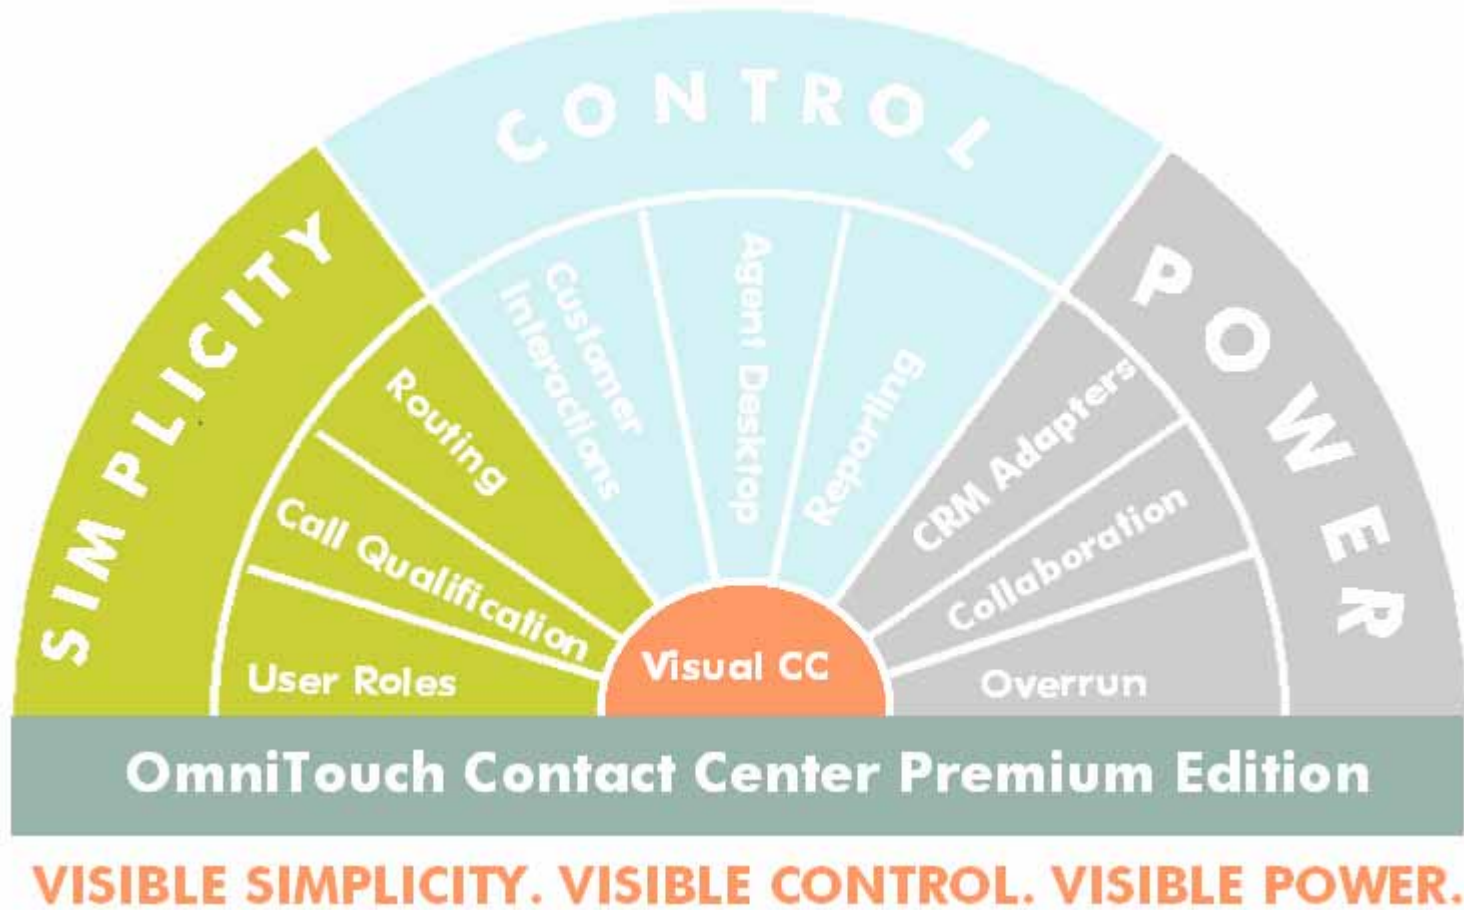 CONTROL
SIMPLICITY
POWER
Customer
Interactions
Agent Desktop
Reporting
Routing
CRM Adapters
Call Qualification
Collaboration
User Roles
Visual CC
Overrun
OmniTouch Contact Center Premium Edition
VISIBLE SIMPLICITY. VISIBLE CONTROL. VISIBLE POWER.